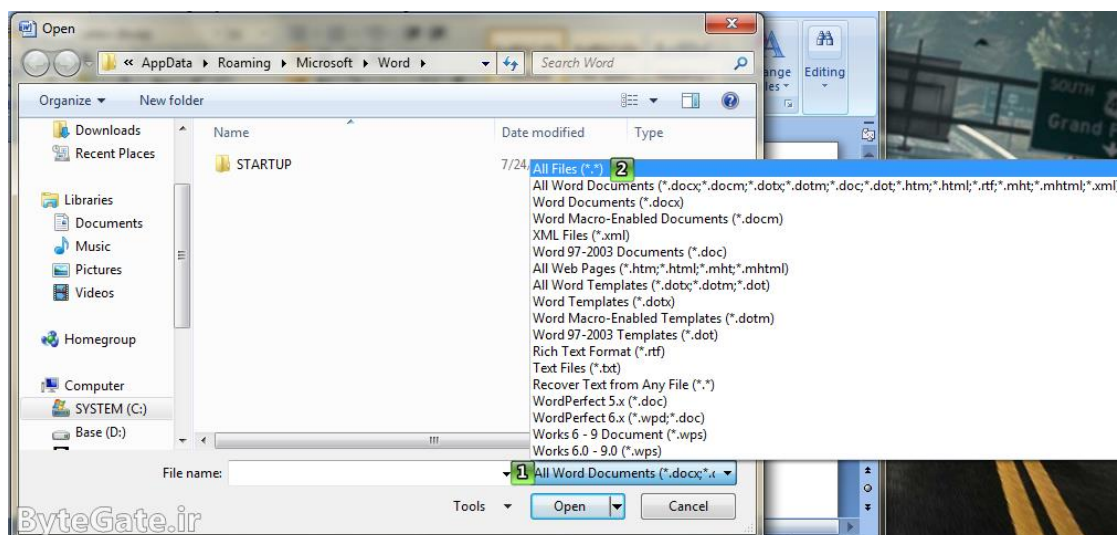 Open
« AppData ▸ Roaming ▸ Microsoft ▸ Word ▸
Search Word
Organize
New folder
Name
Date modified
Type
Downloads
Recent Places
Libraries
Documents
Music
Pictures
Videos
Homegroup
Computer
SYSTEM (C:)
Base (D:)
STARTUP
7/24/
All Files (*.*)
2
All Word Documents (*.docx;*.docm;*.dotx;*.dotm;*.doc;*.dot;*.htm;*.html;*.rtf;*.mht;*.mhtml;*.xml)
Word Documents (*.docx)
Word Macro-Enabled Documents (*.docm)
XML Files (*.xml)
Word 97-2003 Documents (*.doc)
All Web Pages (*.htm;*.html;*.mht;*.mhtml)
All Word Templates (*.dotx;*.dotm;*.dot)
Word Templates (*.dotx)
Word Macro-Enabled Templates (*.dotm)
Word 97-2003 Templates (*.dot)
Rich Text Format (*.rtf)
Text Files (*.txt)
Recover Text from Any File (*.*)
WordPerfect 5.x (*.doc)
WordPerfect 6.x (*.wpd;*.doc)
Works 6 - 9 Document (*.wps)
Works 6.0 - 9.0 (*.wps)
File name:
1
All Word Documents (*.docx;*.
Tools
Open
Cancel
Editing
SOUTH
Grand
ByteGate.ir